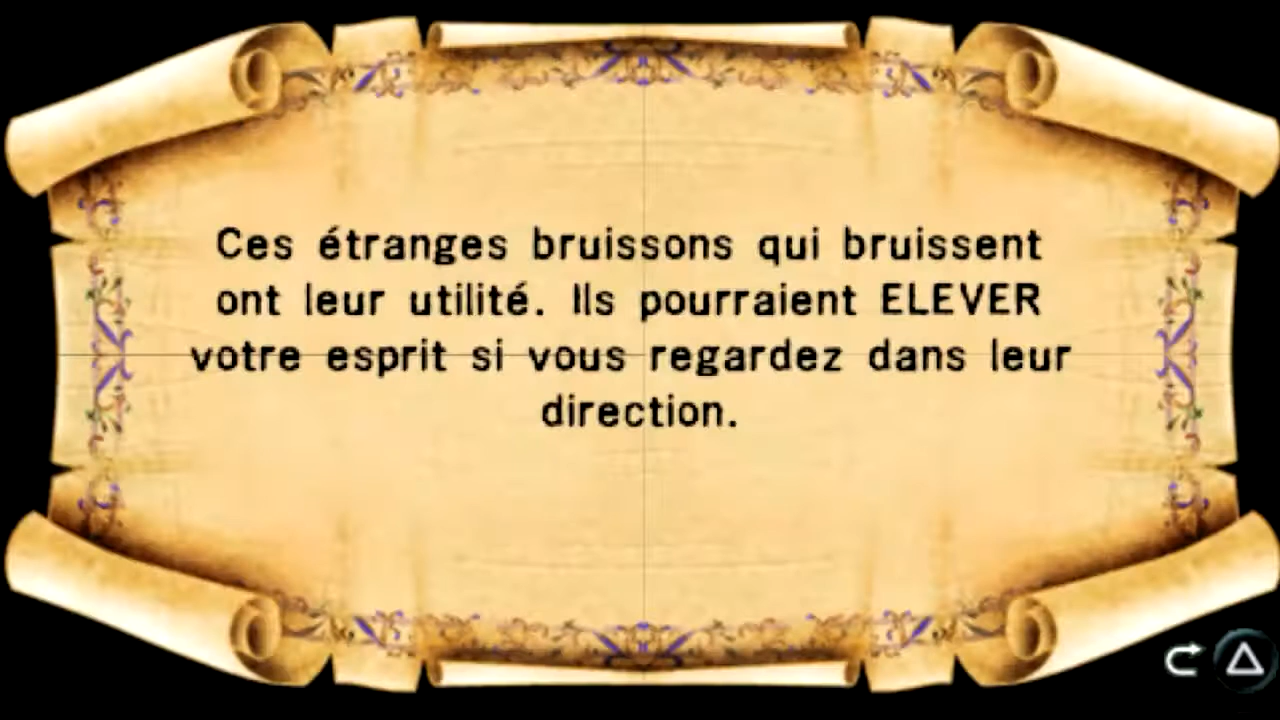 Ces étranges bruissons qui bruissent
ont leur utilité. Ils pourraient ELEVER
votre esprit si vous regardez dans leur
direction.